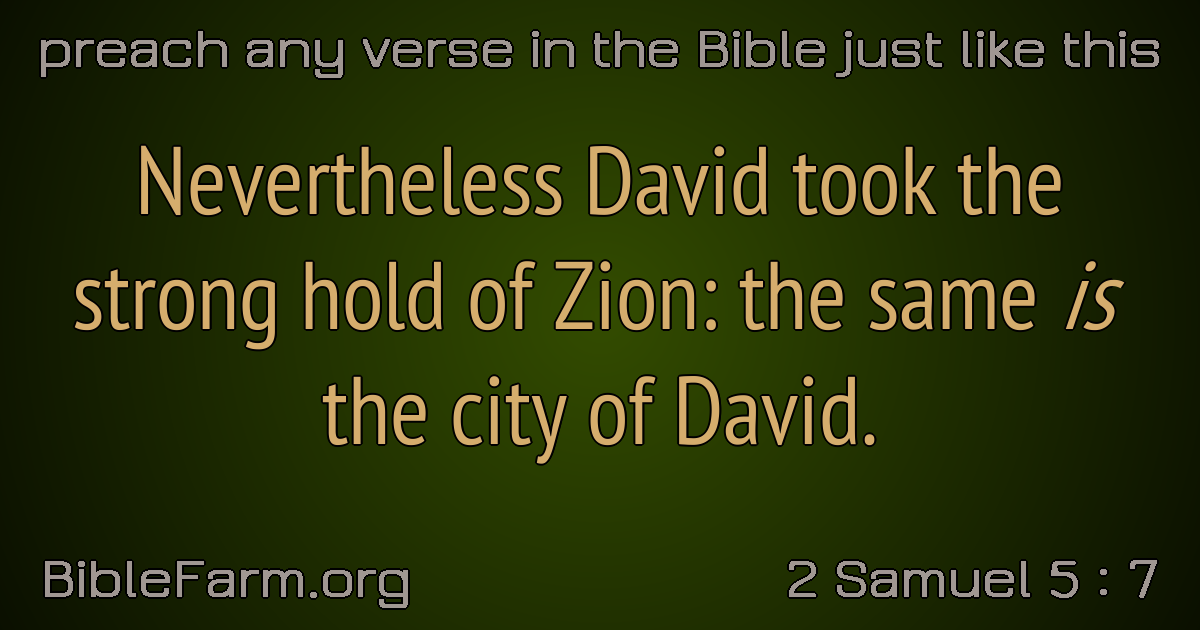 preach any verse in the Bible just like this
Nevertheless David took the
strong hold of Zion: the same is
the city of David.
BibleFarm.org
2 Samuel 5 : 7